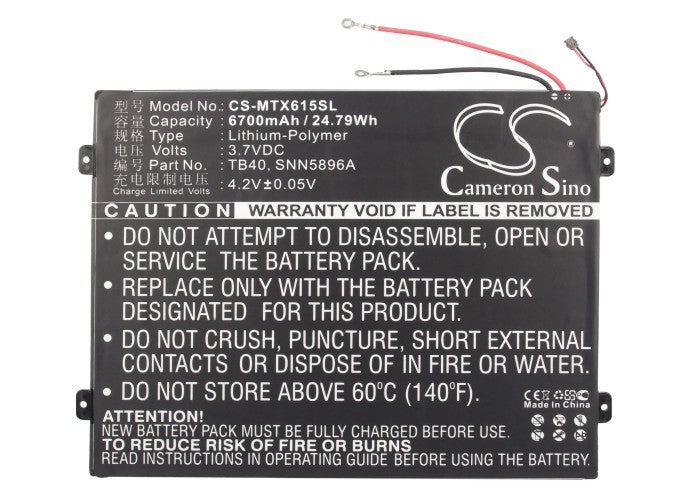 型号 Model No.: CS-MTX615SL
容量 Capacity: 6700mAh / 24.79Wh
类型 Type: Lithium-Polymer
电压 Volts: 3.7VDC
编号 Part No.: TB40, SNN5896A
充电限制电压
Charge Limited Volts : 4.2V±0.05V
CS
Cameron Sino
CAUTION WARRANTY VOID IF LABEL IS REMOVED
• DO NOT ATTEMPT TO DISASSEMBLE, OPEN OR
SERVICE THE BATTERY PACK.
• REPLACE ONLY WITH THE BATTERY PACK
DESIGNATED FOR THIS PRODUCT.
• DO NOT CRUSH, PUNCTURE, SHORT EXTERNAL
CONTACTS OR DISPOSE OF IN FIRE OR WATER.
• DO NOT STORE ABOVE 60°C (140°F).
CE
Made In China
ATTENTION!
NEW BATTERY PACK MUST BE FULLY CHARGED BEFORE USE.
TO REDUCE RISK OF FIRE OR BURNS
READ INSTRUCTIONS IN OPERATING GUIDE BEFORE USING BATTERY